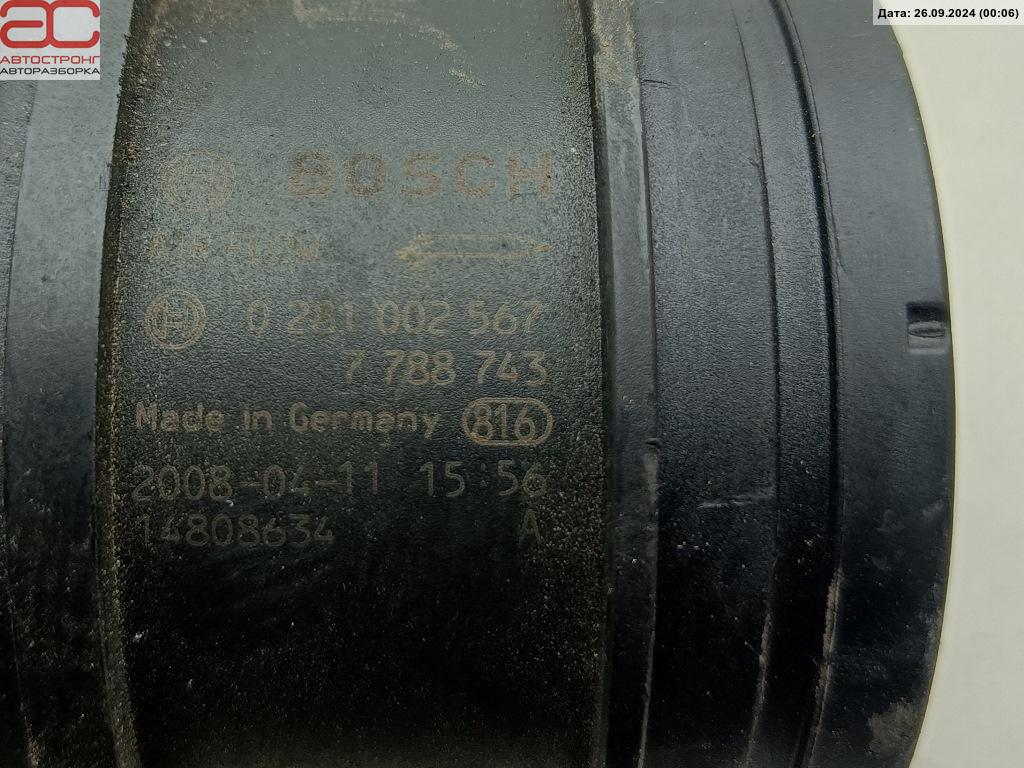 Дата: 26.09.2024 (00:06)
АС
АВТОСТРОНГ
АВТОРАЗБОРКА
BOSCH
AIR FLOW
0 281 002 567
7 788 743
Made in Germany 816
2008-04-11 15:56
14808634 A